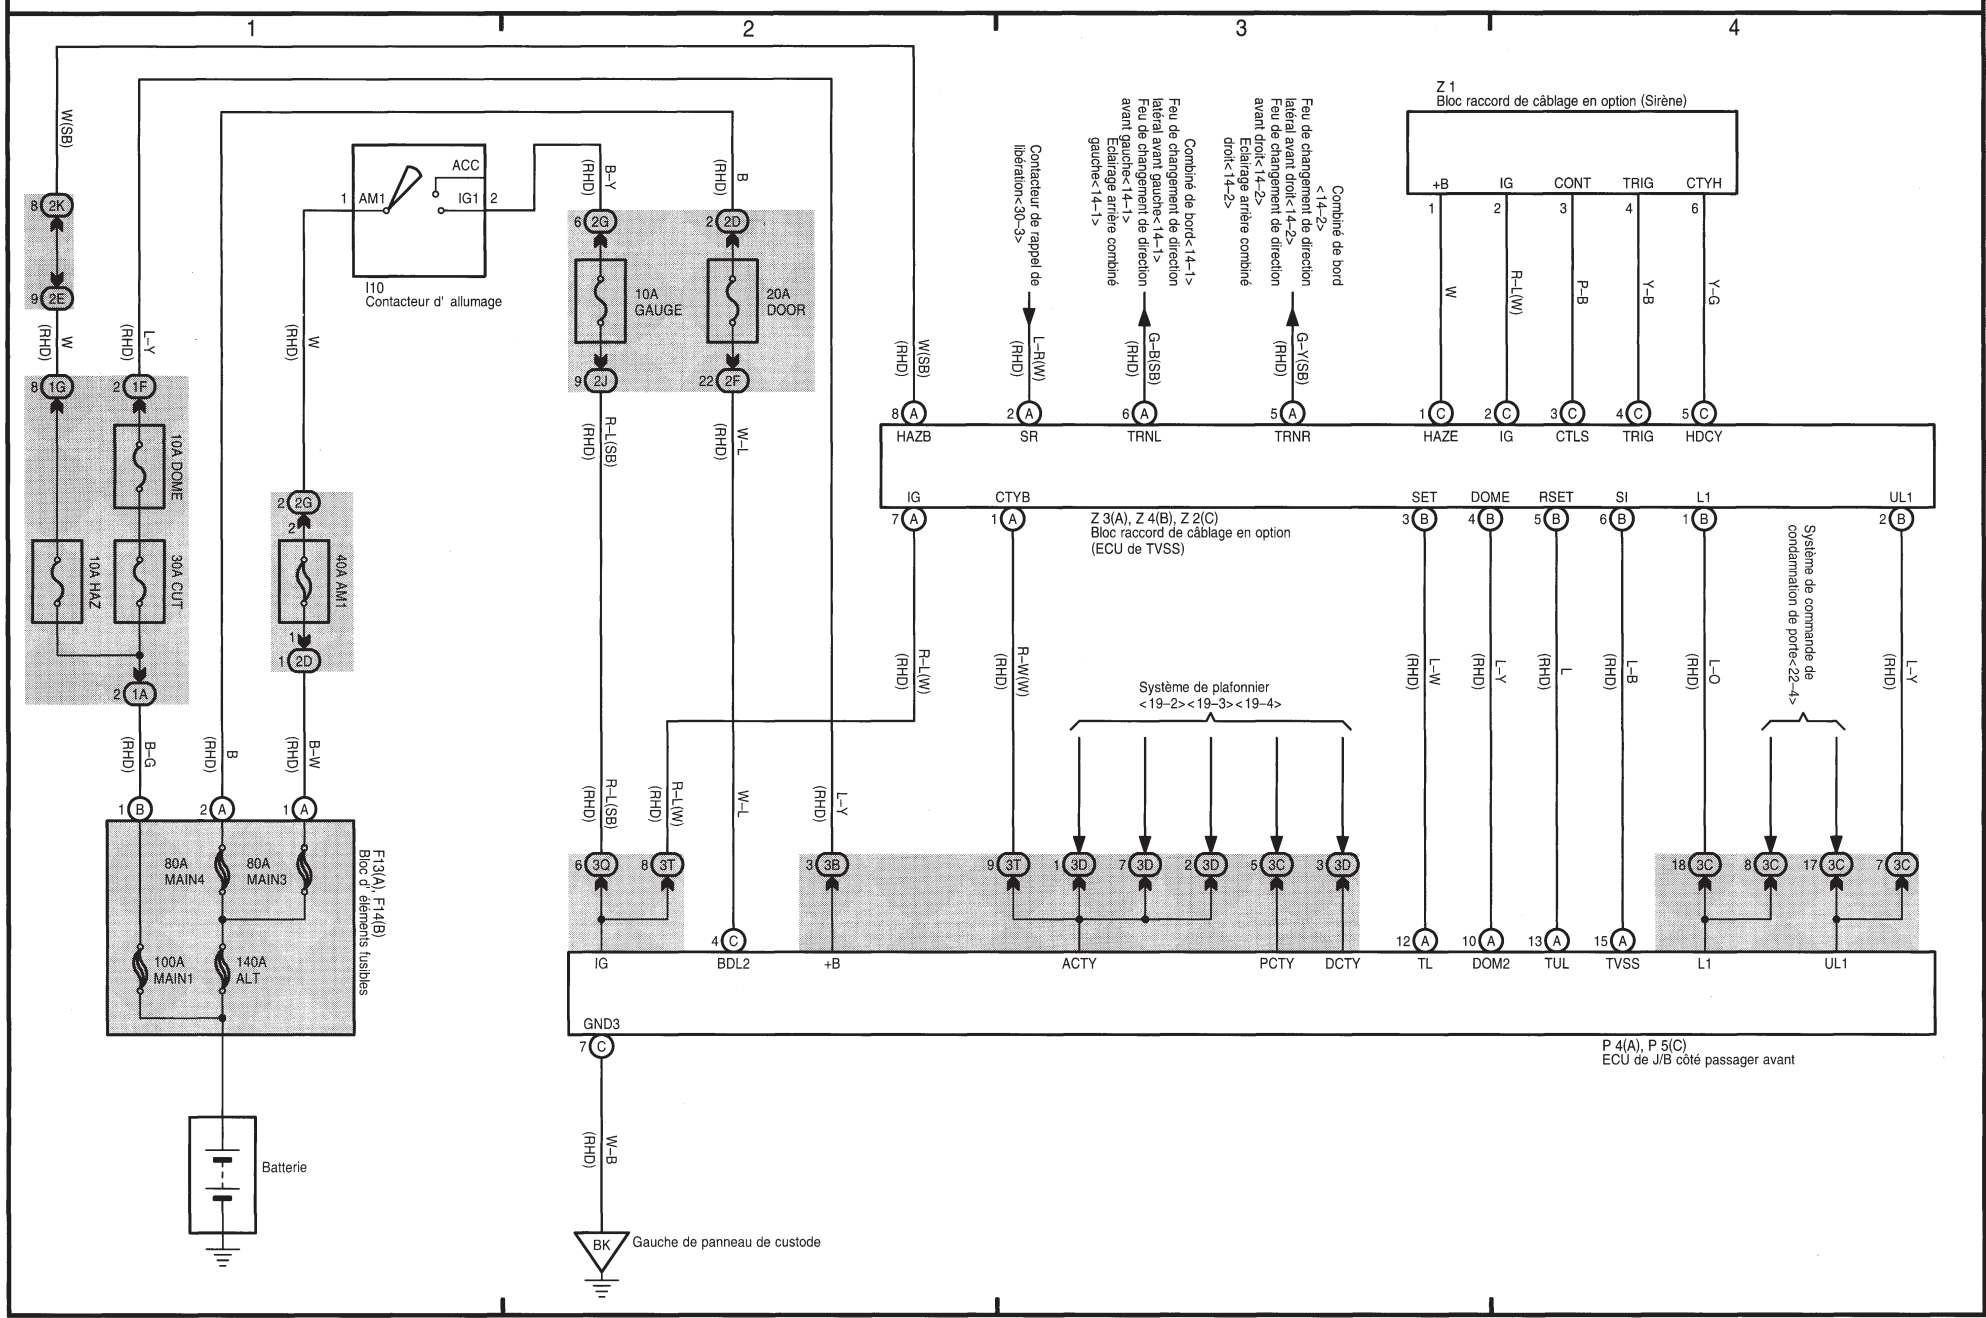 1
2
3
4
Z 1
Bloc raccord de câblage en option (Sirène)
+B
IG
CONT
TRIG
CTYH
1
2
3
4
6
W
R–L(W)
P–B
Y–B
Y–G
W(SB)
8 2K
9 2E
W
(RHD)
L–Y
(RHD)
8 1G
2 1F
10A DOME
10A HAZ
30A CUT
2 1A
B–G
(RHD)
B
(RHD)
B–W
(RHD)
1 AM1
ACC
IG1 2
I10
Contacteur d' allumage
W
(RHD)
2 2G
2
40A AM1
1
1 2D
B–Y
(RHD)
B
(RHD)
6 2G
2 2D
10A
GAUGE
20A
DOOR
9 2J
22 2F
R–L(SB)
(RHD)
W–L
(RHD)
Contacteur de rappel de
libération<30–3>
Combiné de bord<14–1>
Feu de changement de direction
latéral avant gauche<14–1>
Feu de changement de direction
avant gauche<14–1>
Eclairage arrière combiné
gauche<14–1>
Combiné de bord
<14–2>
Feu de changement de direction
latéral avant droit<14–2>
Feu de changement de direction
avant droit<14–2>
Eclairage arrière combiné
droit<14–2>
W(SB)
(RHD)
L–R(W)
(RHD)
G–B(SB)
(RHD)
G–Y(SB)
(RHD)
8 A
2 A
6 A
5 A
1 C
2 C
3 C
4 C
5 C
HAZB
SR
TRNL
TRNR
HAZE
IG
CTLS
TRIG
HDCY
IG
CTYB
SET
DOME
RSET
SI
L1
UL1
7 A
1 A
3 B
4 B
5 B
6 B
1 B
2 B
Z 3(A), Z 4(B), Z 2(C)
Bloc raccord de câblage en option
(ECU de TVSS)
Système de commande de
condamnation de porte<22–4>
R–L(W)
(RHD)
R–W(W)
(RHD)
Système de plafonnier
<19–2><19–3><19–4>
L–W
(RHD)
L–Y
(RHD)
L
(RHD)
L–B
(RHD)
L–O
(RHD)
L–Y
(RHD)
1 B
2 A
1 A
80A
MAIN4
80A
MAIN3
100A
MAIN1
140A
ALT
F13(A), F14(B)
Bloc d' éléments fusibles
Batterie
R–L(SB)
(RHD)
R–L(W)
(RHD)
W–L
L–Y
(RHD)
6 3Q
8 3T
3 3B
9 3T
1 3D
7 3D
2 3D
5 3C
3 3D
18 3C
8 3C
17 3C
7 3C
4 C
12 A
10 A
13 A
15 A
IG
BDL2
+B
ACTY
PCTY
DCTY
TL
DOM2
TUL
TVSS
L1
UL1
GND3
7 C
P 4(A), P 5(C)
ECU de J/B côté passager avant
W–B
(RHD)
BK
Gauche de panneau de custode